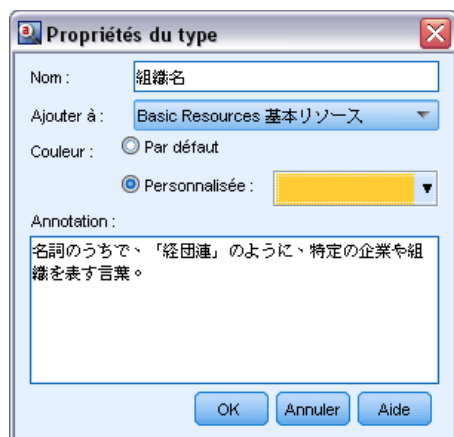 Propriétés du type
Nom : 組織名
Ajouter à : Basic Resources 基本リソース
Couleur : Par défaut
Personnalisée :
Annotation :
名詞のうちで、「経団連」のように、特定の企業や組
織を表す言葉。
OK Annuler Aide